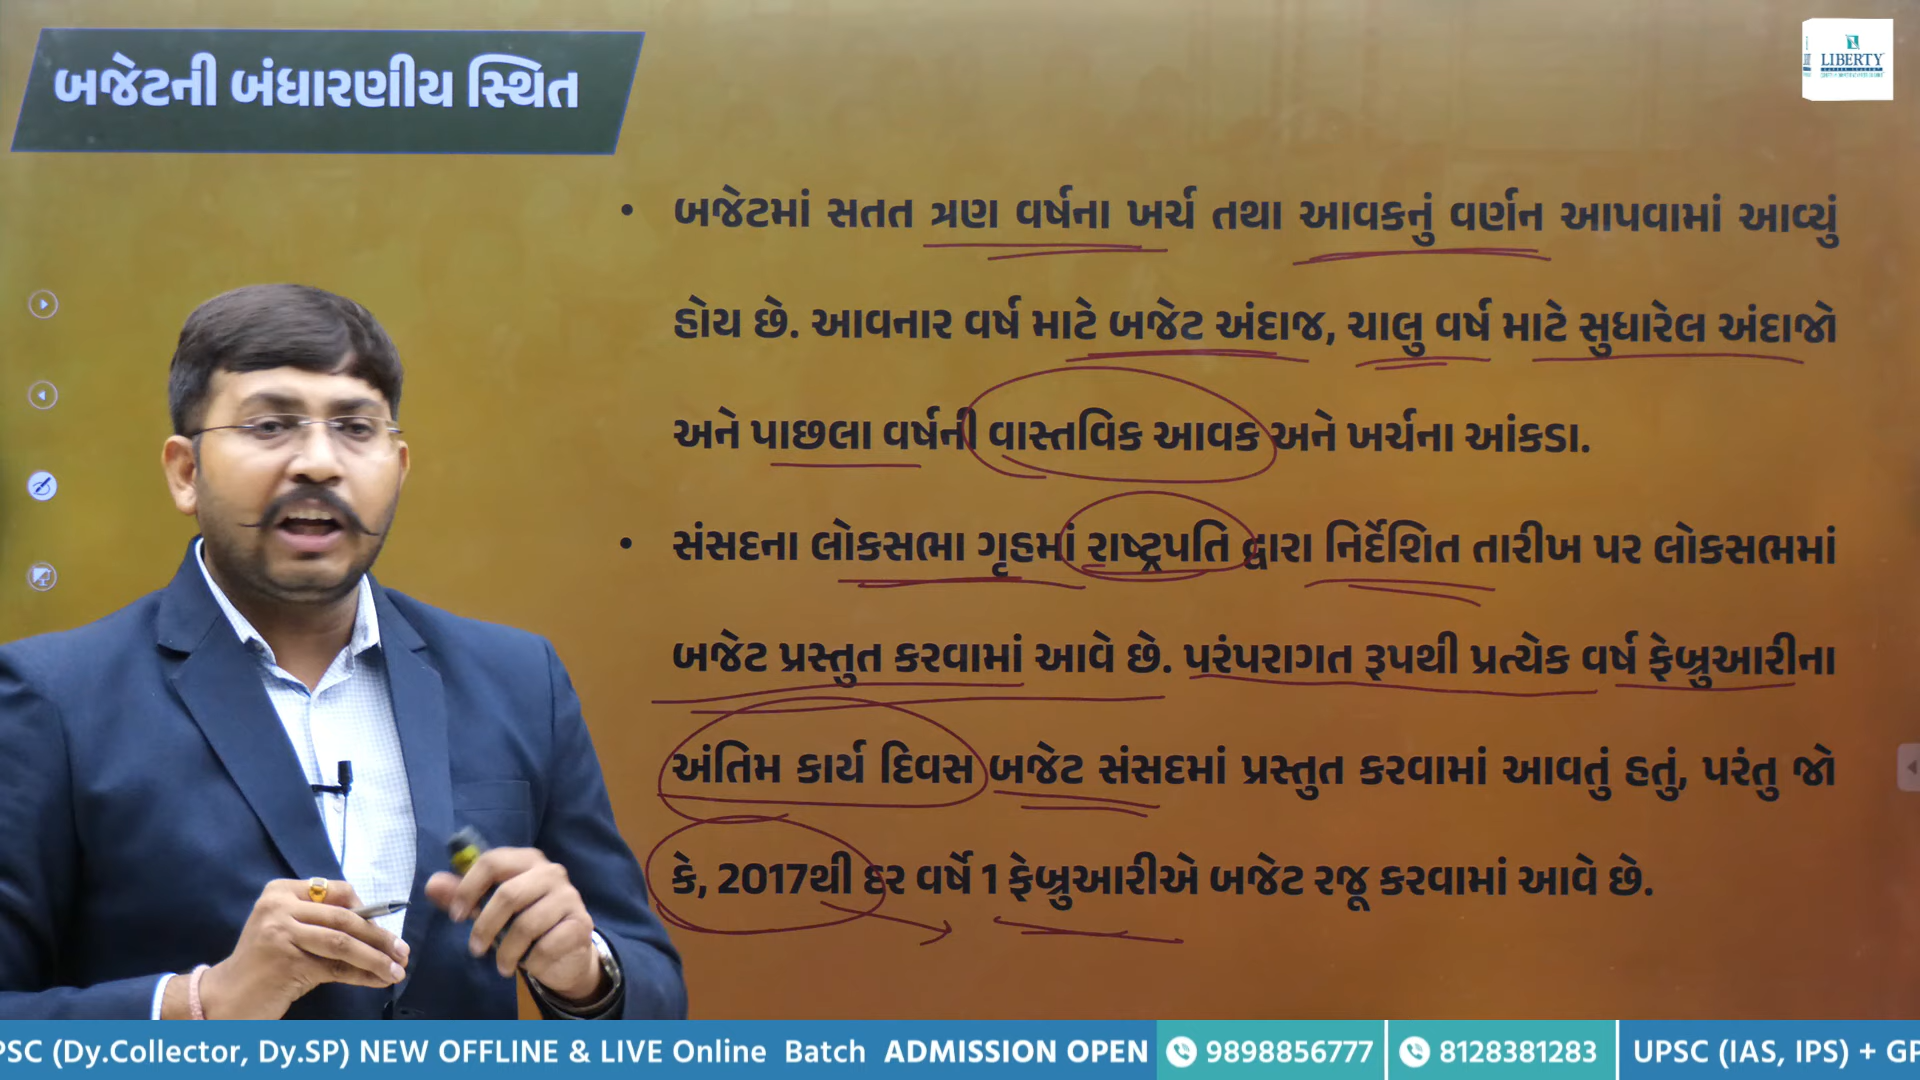 બજેટની બંધારણીય સ્થિત
LIBERTY
• બજેટમાં સતત ત્રણ વર્ષના ખર્ચ તથા આવકનું વર્ણન આપવામાં આવ્યું
હોય છે. આવનાર વર્ષ માટે બજેટ અંદાજ, ચાલુ વર્ષ માટે સુધારેલ અંદાજો
અને પાછલા વર્ષની વાસ્તવિક આવક અને ખર્ચના આંકડા.
• સંસદના લોકસભા ગૃહમાં રાષ્ટ્રપતિ દ્વારા નિર્દેશિત તારીખ પર લોકસભમાં
બજેટ પ્રસ્તુત કરવામાં આવે છે. પરંપરાગત રૂપથી પ્રત્યેક વર્ષ ફેબ્રુઆરીના
અંતિમ કાર્ય દિવસ બજેટ સંસદમાં પ્રસ્તુત કરવામાં આવતું હતું, પરંતુ જો
કે, 2017થી દર વર્ષે 1 ફેબ્રુઆરીએ બજેટ રજૂ કરવામાં આવે છે.
PSC (Dy.Collector, Dy.SP) NEW OFFLINE & LIVE Online Batch ADMISSION OPEN 9898856777 8128381283 UPSC (IAS, IPS) + GP